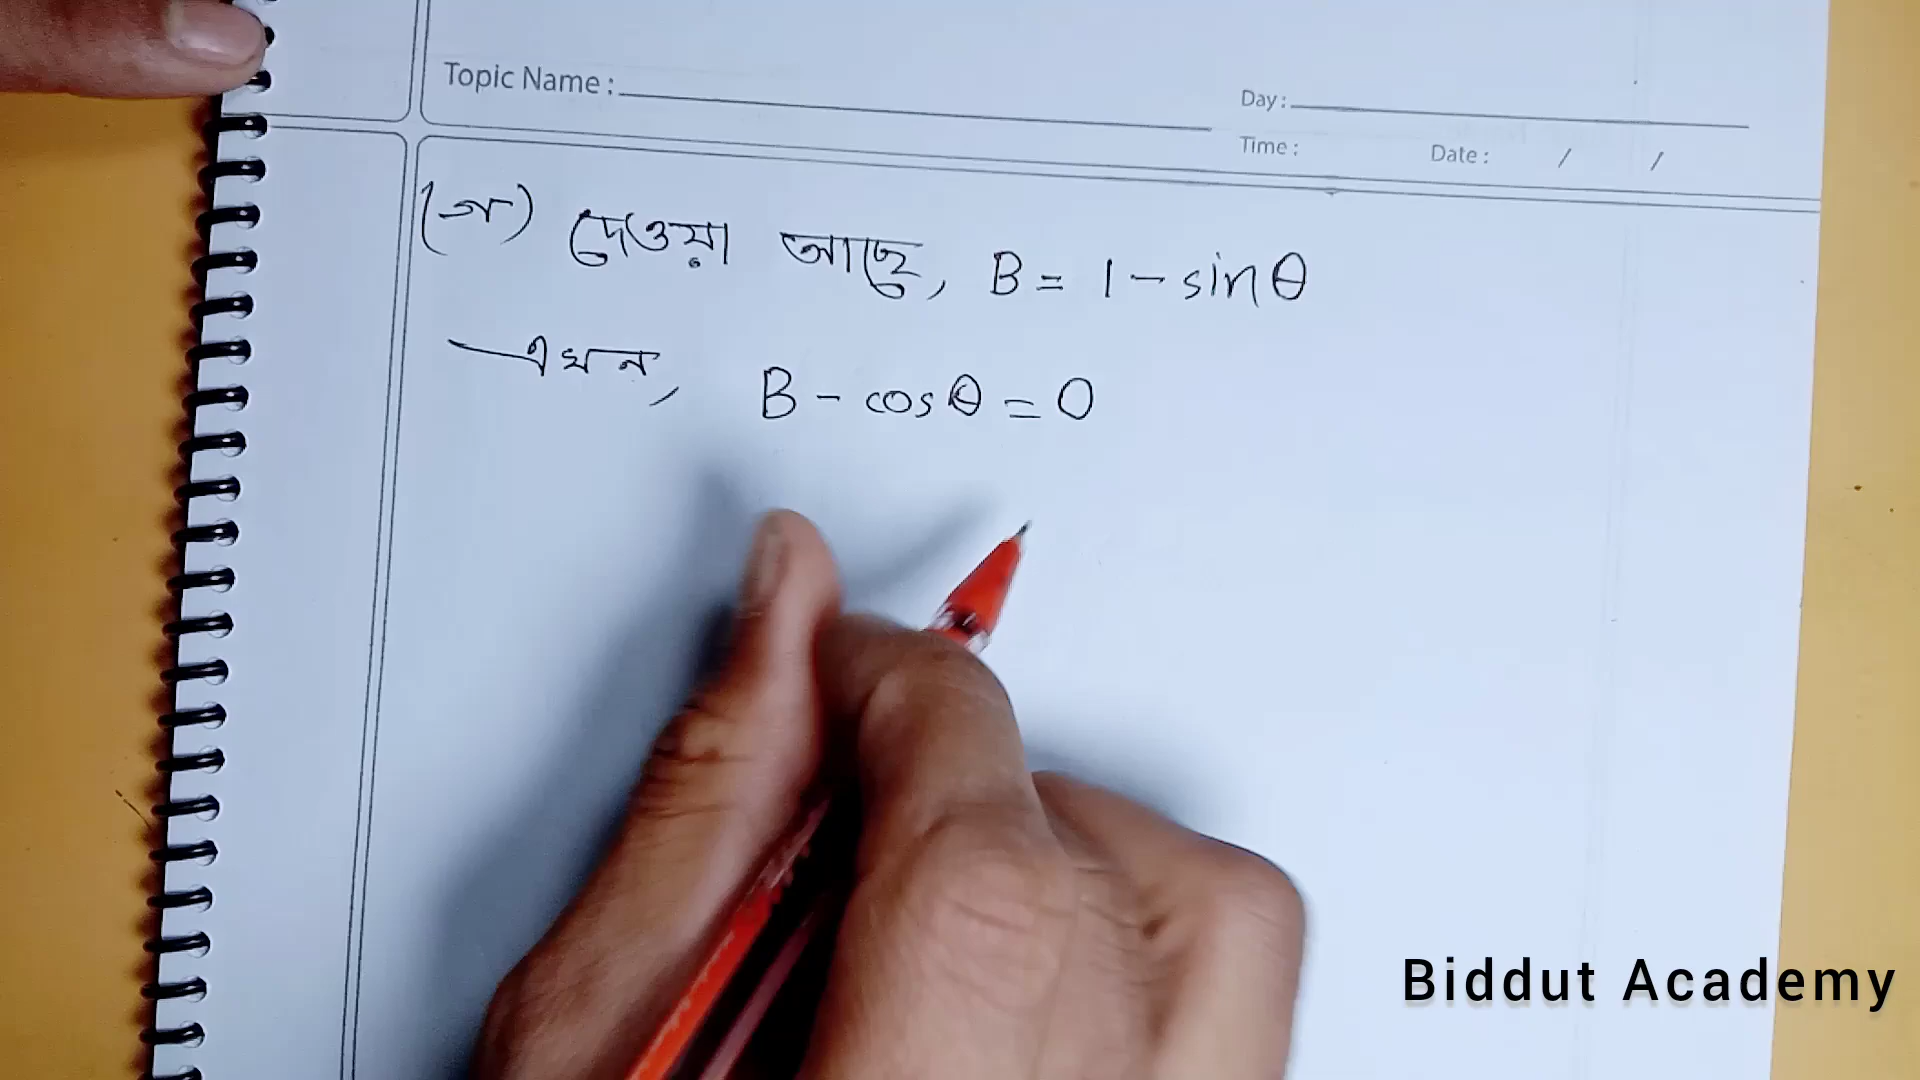 Topic Name :
Day :
Time : Date : / /
(গ) দেওয়া আছে, B = 1 - sinθ
এখন, B - cosθ = 0
Biddut Academy